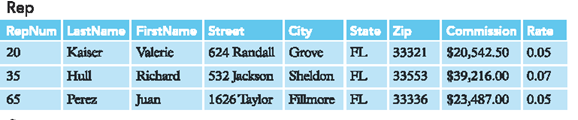 Rep
RepNum LastName FirstName Street City State Zip Commission Rate
20 Kaiser Valerie 624 Randall Grove FL 33321 $20,542.50 0.05
35 Hull Richard 532 Jackson Sheldon FL 33553 $39,216.00 0.07
65 Perez Juan 1626 Taylor Fillmore FL 33336 $23,487.00 0.05